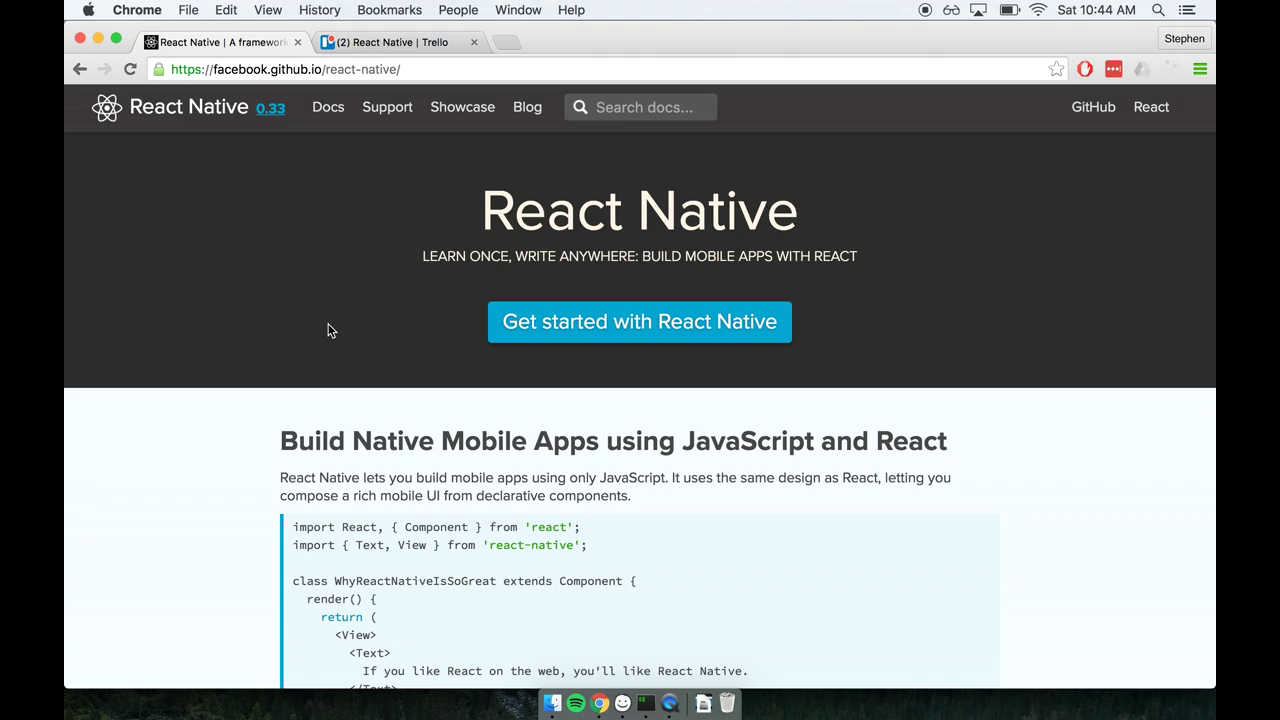 Chrome File Edit View History Bookmarks People Window Help Sat 10:44 AM
React Native | A framework (2) React Native | Trello Stephen
https://facebook.github.io/react-native/
React Native 0.33 Docs Support Showcase Blog Search docs... GitHub React
React Native
LEARN ONCE, WRITE ANYWHERE: BUILD MOBILE APPS WITH REACT
Get started with React Native
Build Native Mobile Apps using JavaScript and React
React Native lets you build mobile apps using only JavaScript. It uses the same design as React, letting you
compose a rich mobile UI from declarative components.
import React, { Component } from 'react';
import { Text, View } from 'react-native';
class WhyReactNativeIsSoGreat extends Component {
render() {
return (
<View>
<Text>
If you like React on the web, you'll like React Native.
</Text>